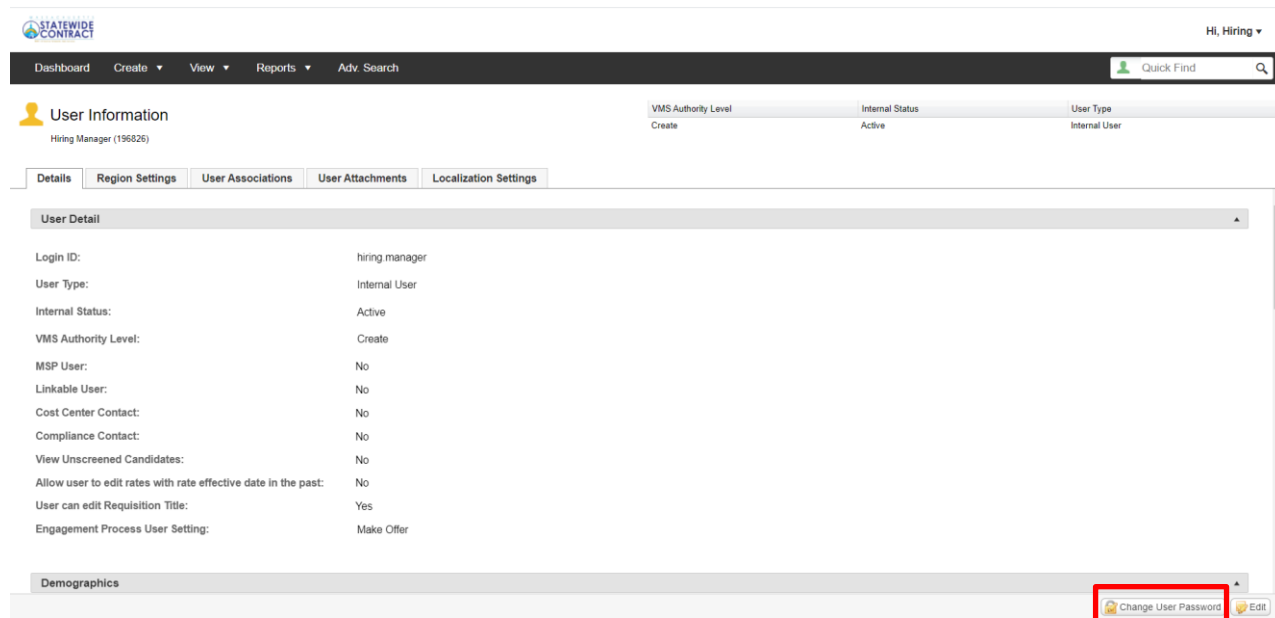 STATEWIDE
CONTRACT
Hi, Hiring
Dashboard Create View Reports Adv. Search Quick Find
User Information
Hiring Manager (196826)
VMS Authority Level Internal Status User Type
Create Active Internal User
Details Region Settings User Associations User Attachments Localization Settings
User Detail
Login ID: hiring.manager
User Type: Internal User
Internal Status: Active
VMS Authority Level: Create
MSP User: No
Linkable User: No
Cost Center Contact: No
Compliance Contact: No
View Unscreened Candidates: No
Allow user to edit rates with rate effective date in the past: No
User can edit Requisition Title: Yes
Engagement Process User Setting: Make Offer
Demographics
Change User Password Edit